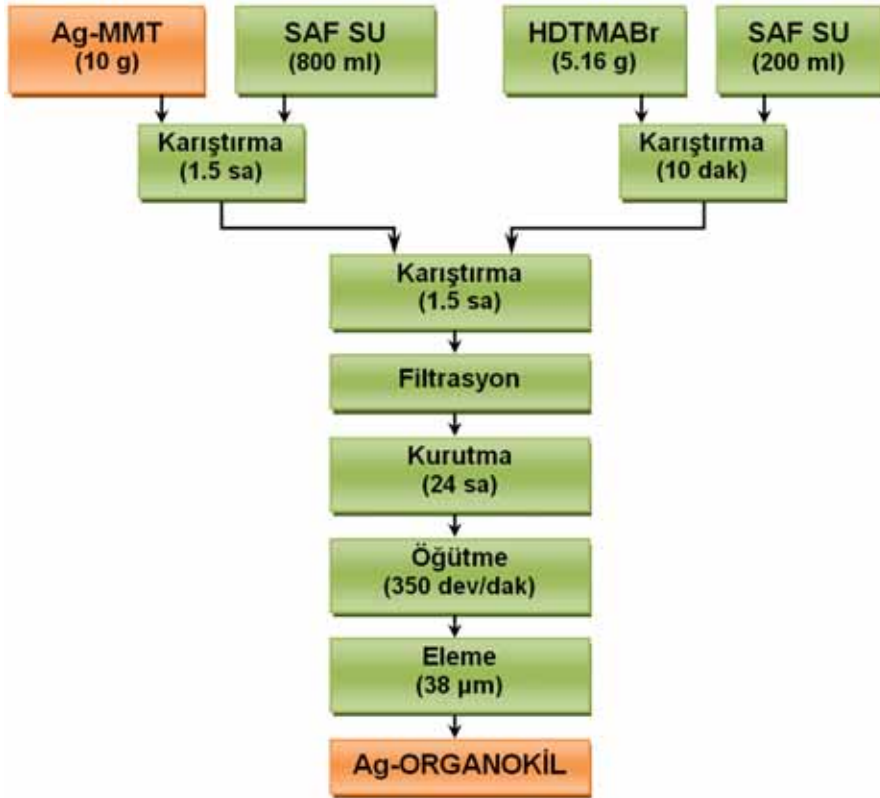 Ag-MMT
(10 g)
SAF SU
(800 ml)
HDTMABr
(5.16 g)
SAF SU
(200 ml)
Karıştırma
(1.5 sa)
Karıştırma
(10 dak)
Karıştırma
(1.5 sa)
Filtrasyon
Kurutma
(24 sa)
Öğütme
(350 dev/dak)
Eleme
(38 µm)
Ag-ORGANOKİL